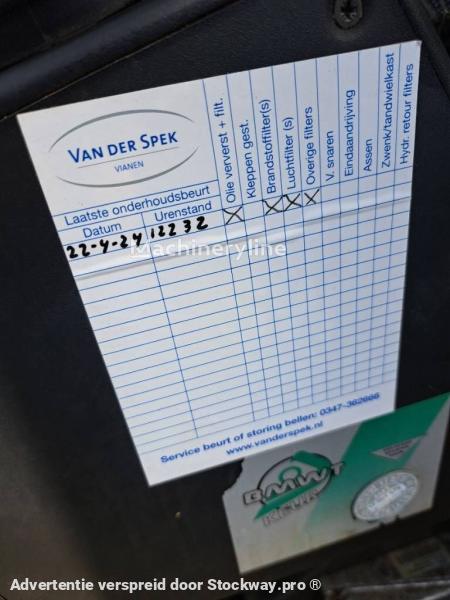 VAN DER SPEK
VIANEN
Laatste onderhoudsbeurt
Datum Urenstand
Olie ververst + filt.
Kleppen gest.
Brandstoffilter(s)
Luchtfilter (s)
Overige filters
V. snaren
Eindaandrijving
Assen
Zwenk/tandwielkast
Hydr. retour filters
22-4-24 12232 X X X X
Machineryline
Service beurt of storing bellen: 0347-362666
www.vanderspek.nl
BMWT
KEUR
Advertentie verspreid door Stockway.pro ®